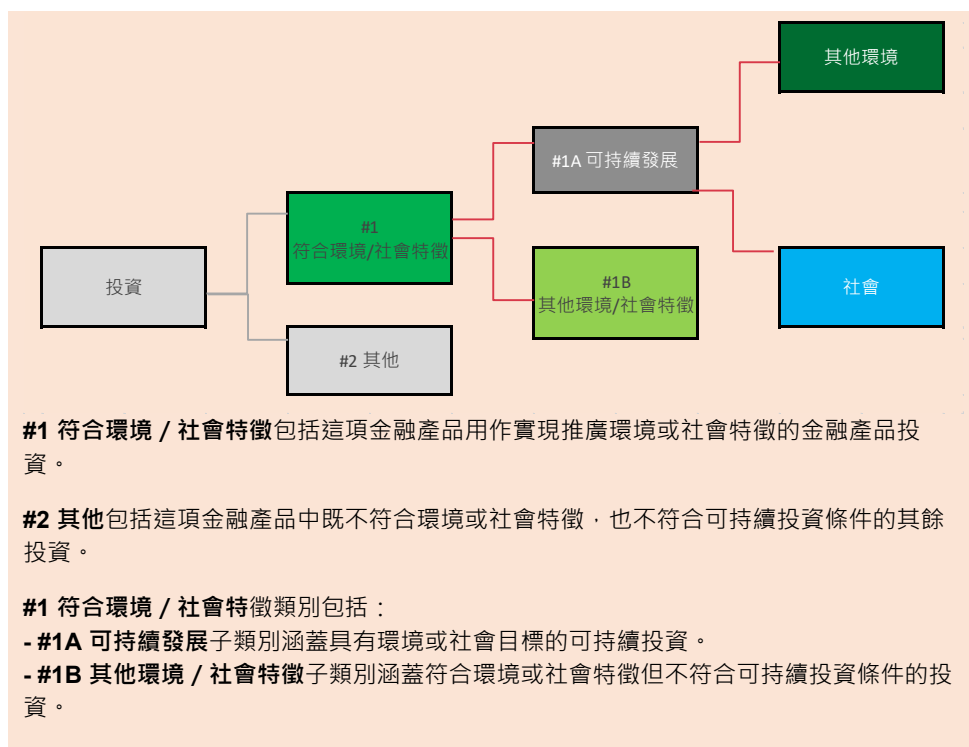 其他環境
#1A 可持續發展
#1
符合環境/社會特徵
投資
#1B
其他環境/社會特徵
社會
#2 其他
#1 符合環境 / 社會特徵包括這項金融產品用作實現推廣環境或社會特徵的金融產品投
資。
#2 其他包括這項金融產品中既不符合環境或社會特徵，也不符合可持續投資條件的其餘
投資。
#1 符合環境 / 社會特徵類別包括：
- #1A 可持續發展子類別涵蓋具有環境或社會目標的可持續投資。
- #1B 其他環境 / 社會特徵子類別涵蓋符合環境或社會特徵但不符合可持續投資條件的投
資。